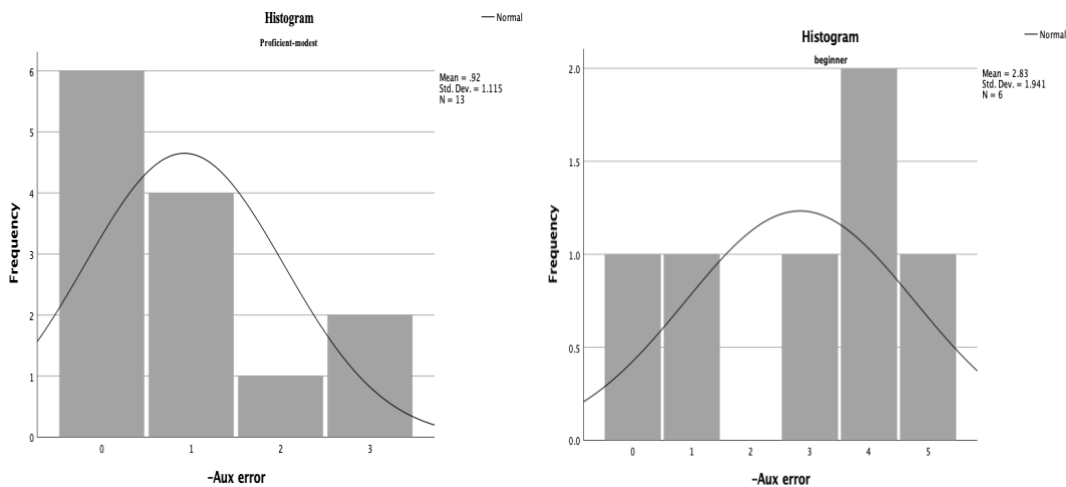 Histogram
Proficient-modest
— Normal
Mean = .92
Std. Dev. = 1.115
N = 13
Frequency
6
5
4
3
2
1
0
0 1 2 3
-Aux error
Histogram
beginner
— Normal
Mean = 2.83
Std. Dev. = 1.941
N = 6
Frequency
2.0
1.5
1.0
0.5
0.0
0 1 2 3 4 5
-Aux error